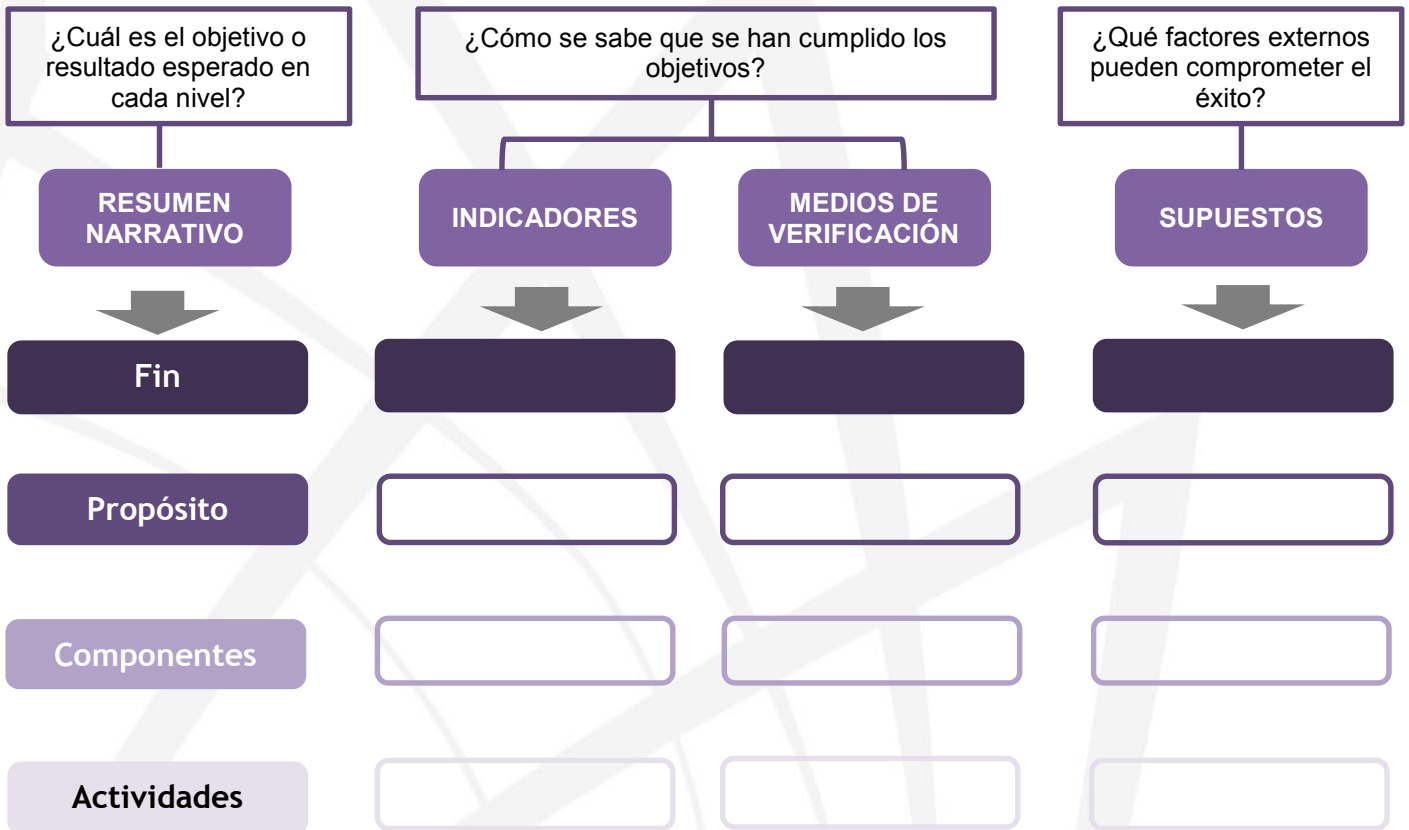 ¿Cuál es el objetivo o
resultado esperado en
cada nivel?
¿Cómo se sabe que se han cumplido los
objetivos?
¿Qué factores externos
pueden comprometer el
éxito?
RESUMEN
NARRATIVO
INDICADORES
MEDIOS DE
VERIFICACIÓN
SUPUESTOS
Fin
Propósito
Componentes
Actividades